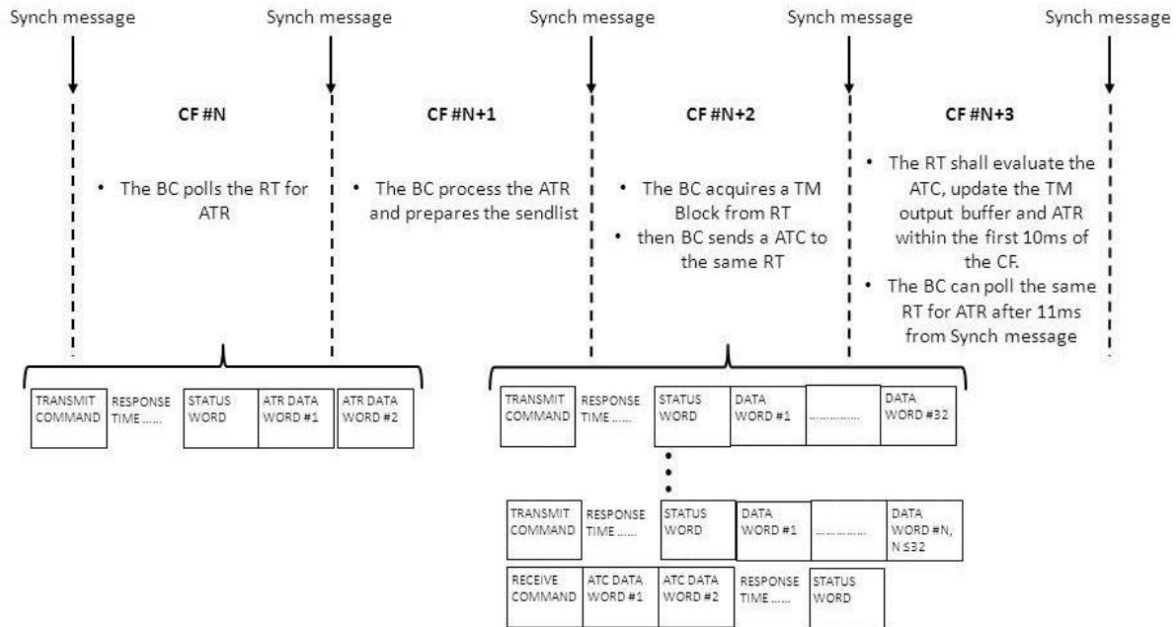 Synch message
Synch message
Synch message
Synch message
Synch message
CF #N
CF #N+1
CF #N+2
CF #N+3
• The BC polls the RT for
ATR
• The BC process the ATR
and prepares the sendlist
• The BC acquires a TM
Block from RT
• then BC sends a ATC to
the same RT
• The RT shall evaluate the
ATC, update the TM
output buffer and ATR
within the first 10ms of
the CF.
• The BC can poll the same
RT for ATR after 11ms
from Synch message
TRANSMIT
COMMAND
RESPONSE
TIME ......
STATUS
WORD
ATR DATA
WORD #1
ATR DATA
WORD #2
TRANSMIT
COMMAND
RESPONSE
TIME ......
STATUS
WORD
DATA
WORD #1
................
DATA
WORD #32
TRANSMIT
COMMAND
RESPONSE
TIME ......
STATUS
WORD
DATA
WORD #1
................
DATA
WORD #N,
N ≤32
RECEIVE
COMMAND
ATC DATA
WORD #1
ATC DATA
WORD #2
RESPONSE
TIME ......
STATUS
WORD